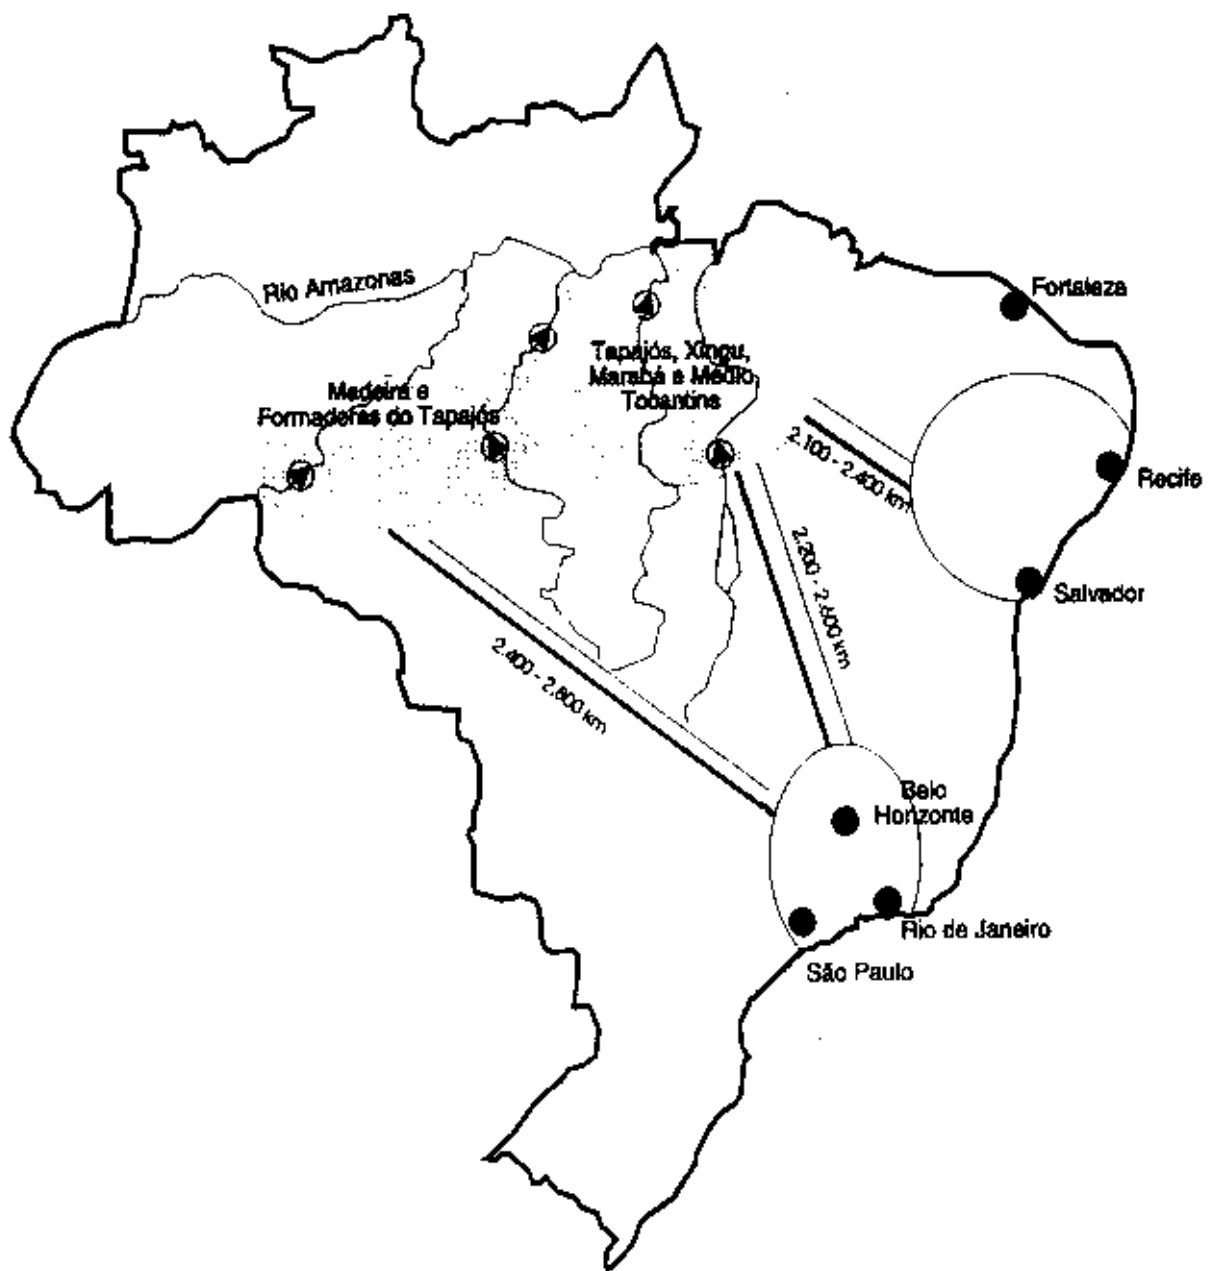 Rio Amazonas
Fortaleza
Tapajós, Xingu,
Marabá e Médio
Tocantins
Madeira e
Formadores do Tapajós
2.100 - 2.400 km
Recife
Salvador
2.200 - 2.600 km
2.400 - 2.800 km
Belo
Horizonte
Rio de Janeiro
São Paulo